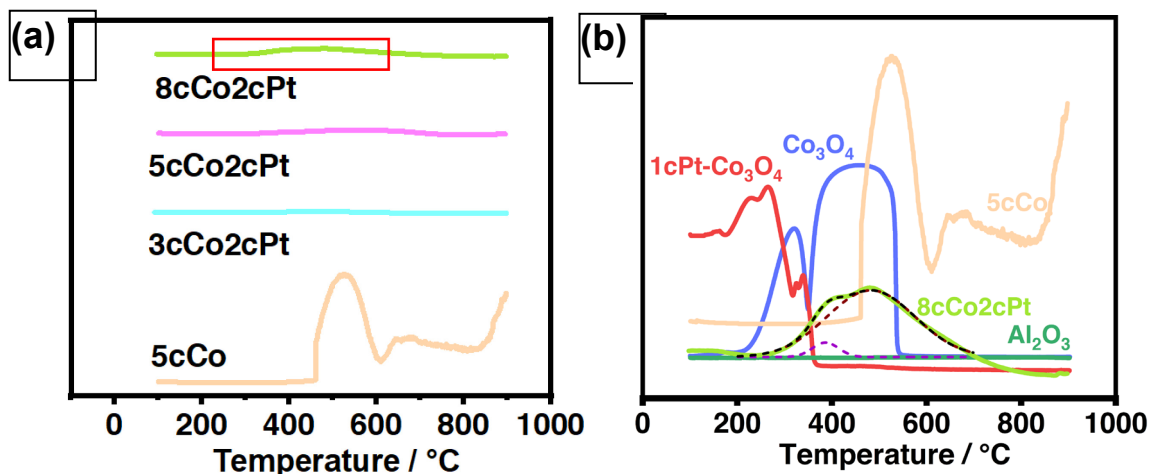 (a)
8cCo2cPt
5cCo2cPt
3cCo2cPt
5cCo
0 200 400 600 800 1000
Temperature / °C
(b)
Co₃O₄
1cPt-Co₃O₄
5cCo
8cCo2cPt
Al₂O₃
0 200 400 600 800 1000
Temperature / °C